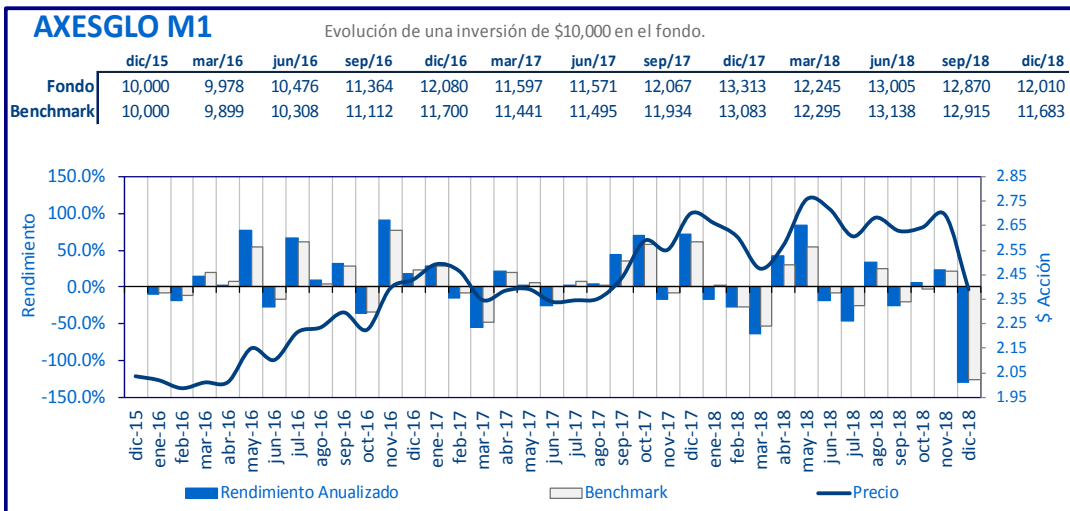 AXESGLO M1
Evolución de una inversión de $10,000 en el fondo.
dic/15 mar/16 jun/16 sep/16 dic/16 mar/17 jun/17 sep/17 dic/17 mar/18 jun/18 sep/18 dic/18
Fondo 10,000 9,978 10,476 11,364 12,080 11,597 11,571 12,067 13,313 12,245 13,005 12,870 12,010
Benchmark 10,000 9,899 10,308 11,112 11,700 11,441 11,495 11,934 13,083 12,295 13,138 12,915 11,683
Rendimiento
150.0%
100.0%
50.0%
0.0%
-50.0%
-100.0%
-150.0%
2.85
2.75
2.65
2.55
2.45
2.35
2.25
2.15
2.05
1.95
$ Acción
dic-15
ene-16
feb-16
mar-16
abr-16
may-16
jun-16
jul-16
ago-16
sep-16
oct-16
nov-16
dic-16
ene-17
feb-17
mar-17
abr-17
may-17
jun-17
jul-17
ago-17
sep-17
oct-17
nov-17
dic-17
ene-18
feb-18
mar-18
abr-18
may-18
jun-18
jul-18
ago-18
sep-18
oct-18
nov-18
dic-18
Rendimiento Anualizado Benchmark Precio